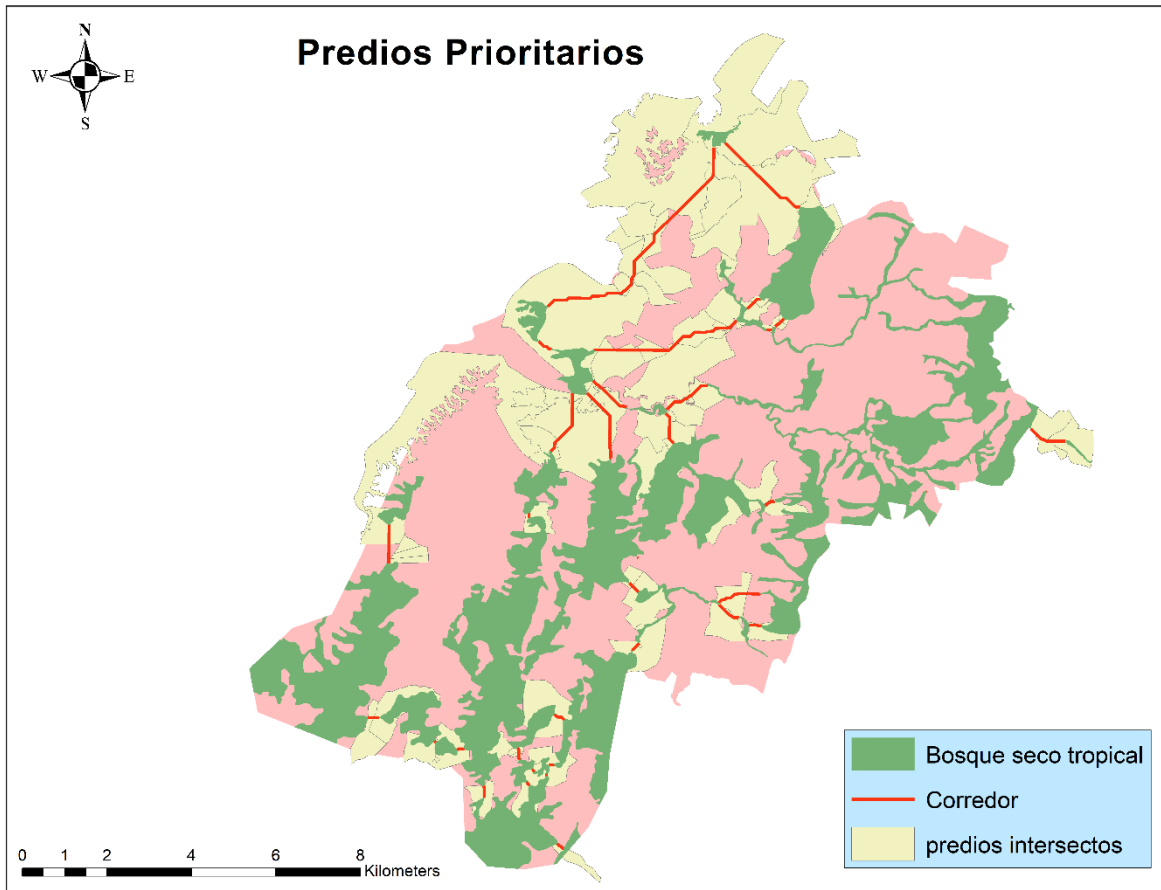 N
W E
S
Predios Prioritarios
Bosque seco tropical
Corredor
predios intersectos
0 1 2 4 6 8
Kilometers